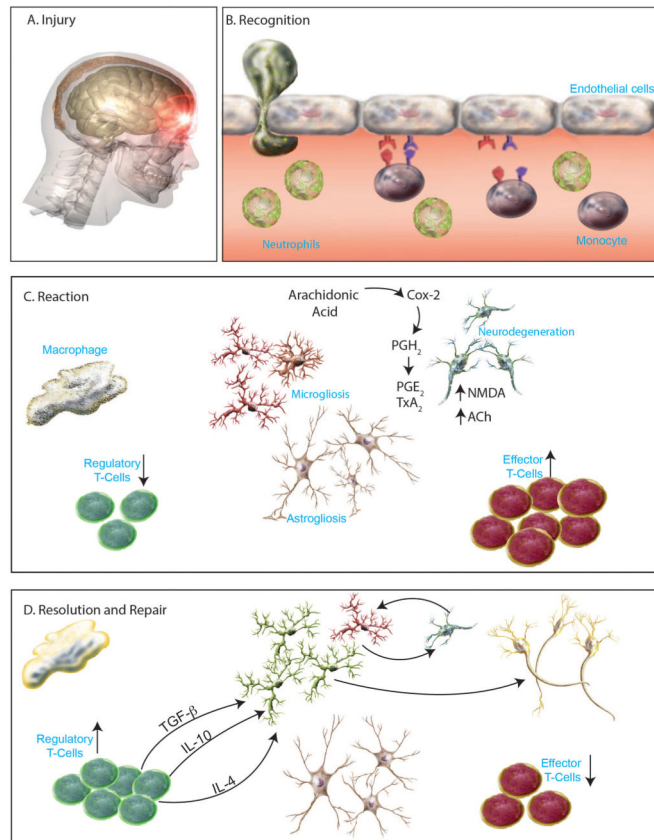 A. Injury
B. Recognition
Endothelial cells
Neutrophils
Monocyte
C. Reaction
Arachidonic
Acid
Cox-2
Neurodegeneration
Macrophage
PGH2
Microgliosis
PGE2
TxA2
NMDA
ACh
Regulatory
T-Cells
Effector
T-Cells
Astrogliosis
D. Resolution and Repair
TGF-β
IL-10
IL-4
Regulatory
T-Cells
Effector
T-Cells